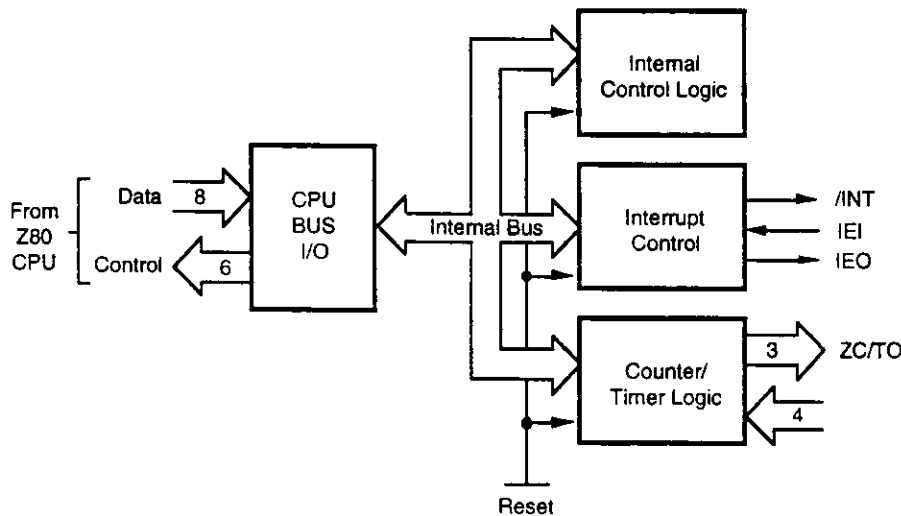 Internal
Control Logic
From
Z80
CPU
Data
8
Control
6
CPU
BUS
I/O
Internal Bus
Interrupt
Control
/INT
IEI
IEO
Counter/
Timer Logic
3
ZC/TO
4
Reset